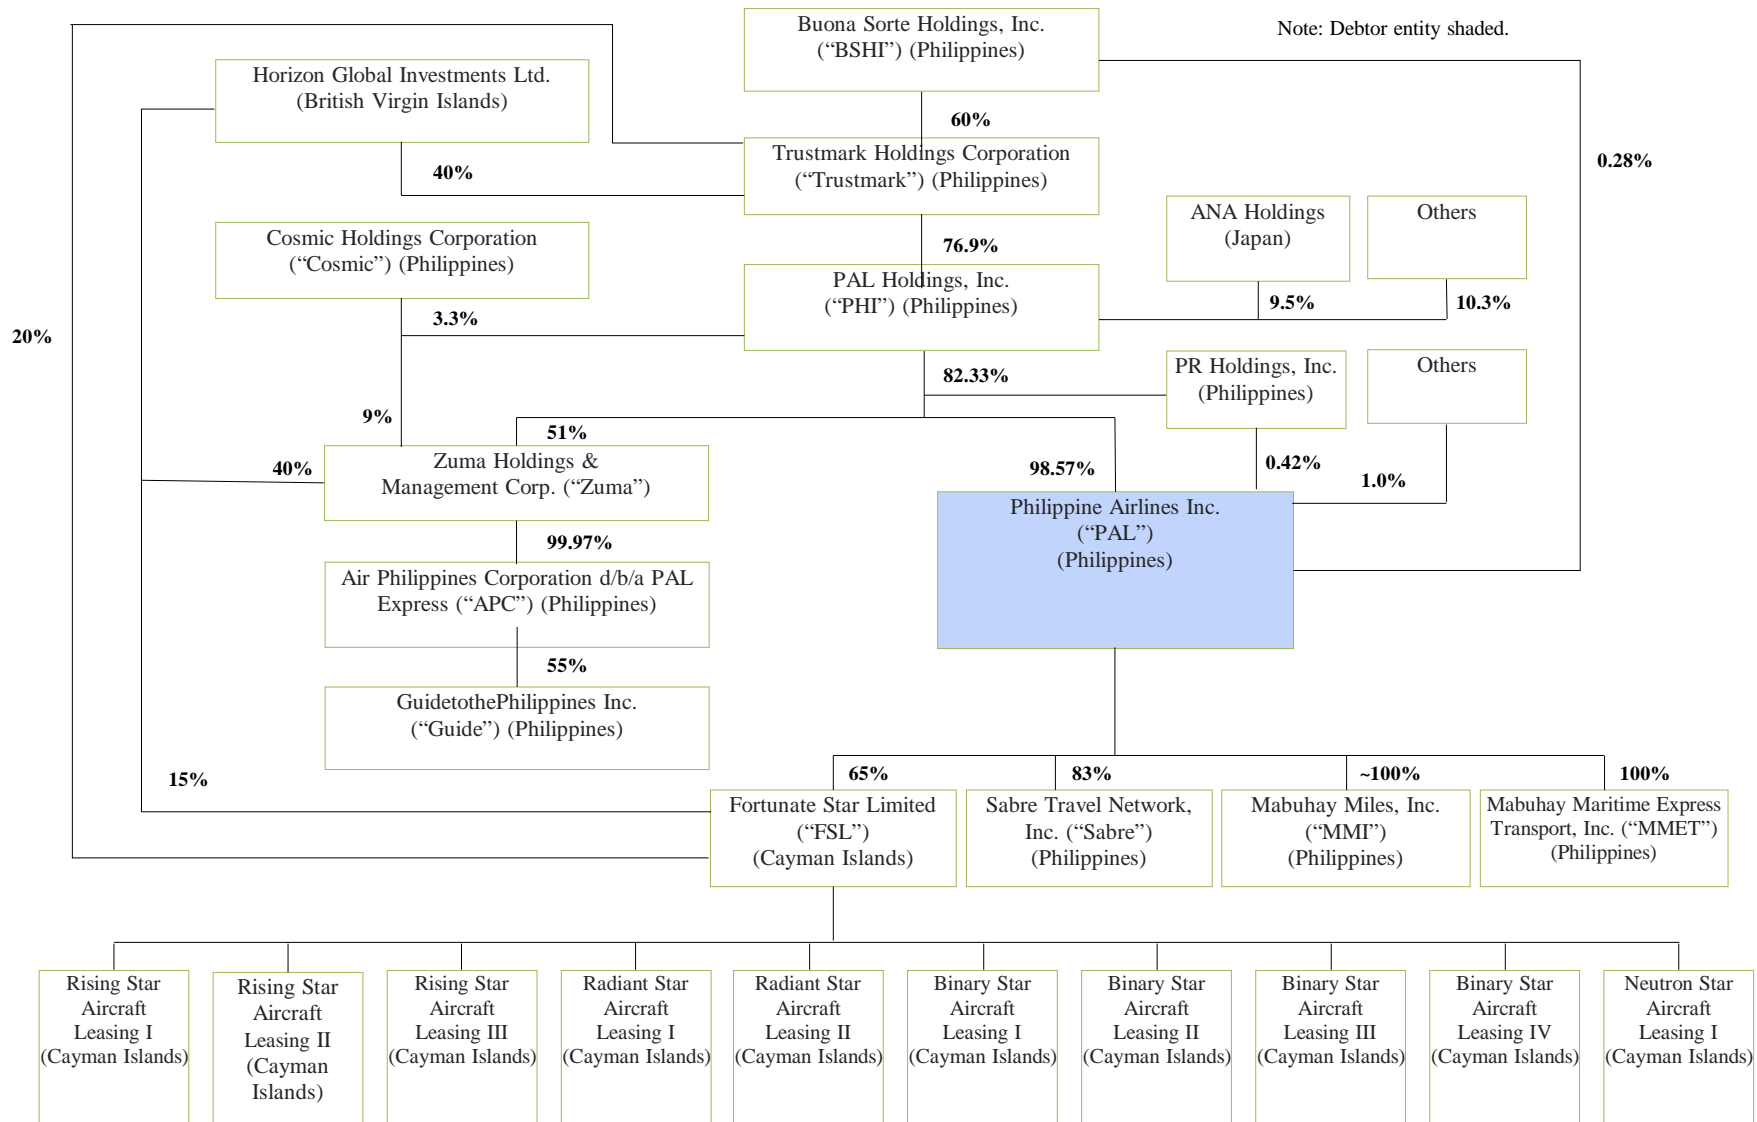 Buona Sorte Holdings, Inc.
(“BSHI”) (Philippines)
Note: Debtor entity shaded.
Horizon Global Investments Ltd.
(British Virgin Islands)
60%
Trustmark Holdings Corporation
(“Trustmark”) (Philippines)
40%
0.28%
ANA Holdings
(Japan)
Others
Cosmic Holdings Corporation
(“Cosmic”) (Philippines)
76.9%
PAL Holdings, Inc.
(“PHI”) (Philippines)
3.3%
9.5%
10.3%
20%
82.33%
PR Holdings, Inc.
(Philippines)
Others
9%
51%
Zuma Holdings &
Management Corp. (“Zuma”)
40%
98.57%
0.42%
1.0%
Philippine Airlines Inc.
(“PAL”)
(Philippines)
99.97%
Air Philippines Corporation d/b/a PAL
Express (“APC”) (Philippines)
55%
GuidetothePhilippines Inc.
(“Guide”) (Philippines)
15%
65%
83%
~100%
100%
Fortunate Star Limited
(“FSL”)
(Cayman Islands)
Sabre Travel Network,
Inc. (“Sabre”)
(Philippines)
Mabuhay Miles, Inc.
(“MMI”)
(Philippines)
Mabuhay Maritime Express
Transport, Inc. (“MMET”)
(Philippines)
Rising Star
Aircraft
Leasing I
(Cayman Islands)
Rising Star
Aircraft
Leasing II
(Cayman
Islands)
Rising Star
Aircraft
Leasing III
(Cayman Islands)
Radiant Star
Aircraft
Leasing I
(Cayman Islands)
Radiant Star
Aircraft
Leasing II
(Cayman Islands)
Binary Star
Aircraft
Leasing I
(Cayman Islands)
Binary Star
Aircraft
Leasing II
(Cayman Islands)
Binary Star
Aircraft
Leasing III
(Cayman Islands)
Binary Star
Aircraft
Leasing IV
(Cayman Islands)
Neutron Star
Aircraft
Leasing I
(Cayman Islands)